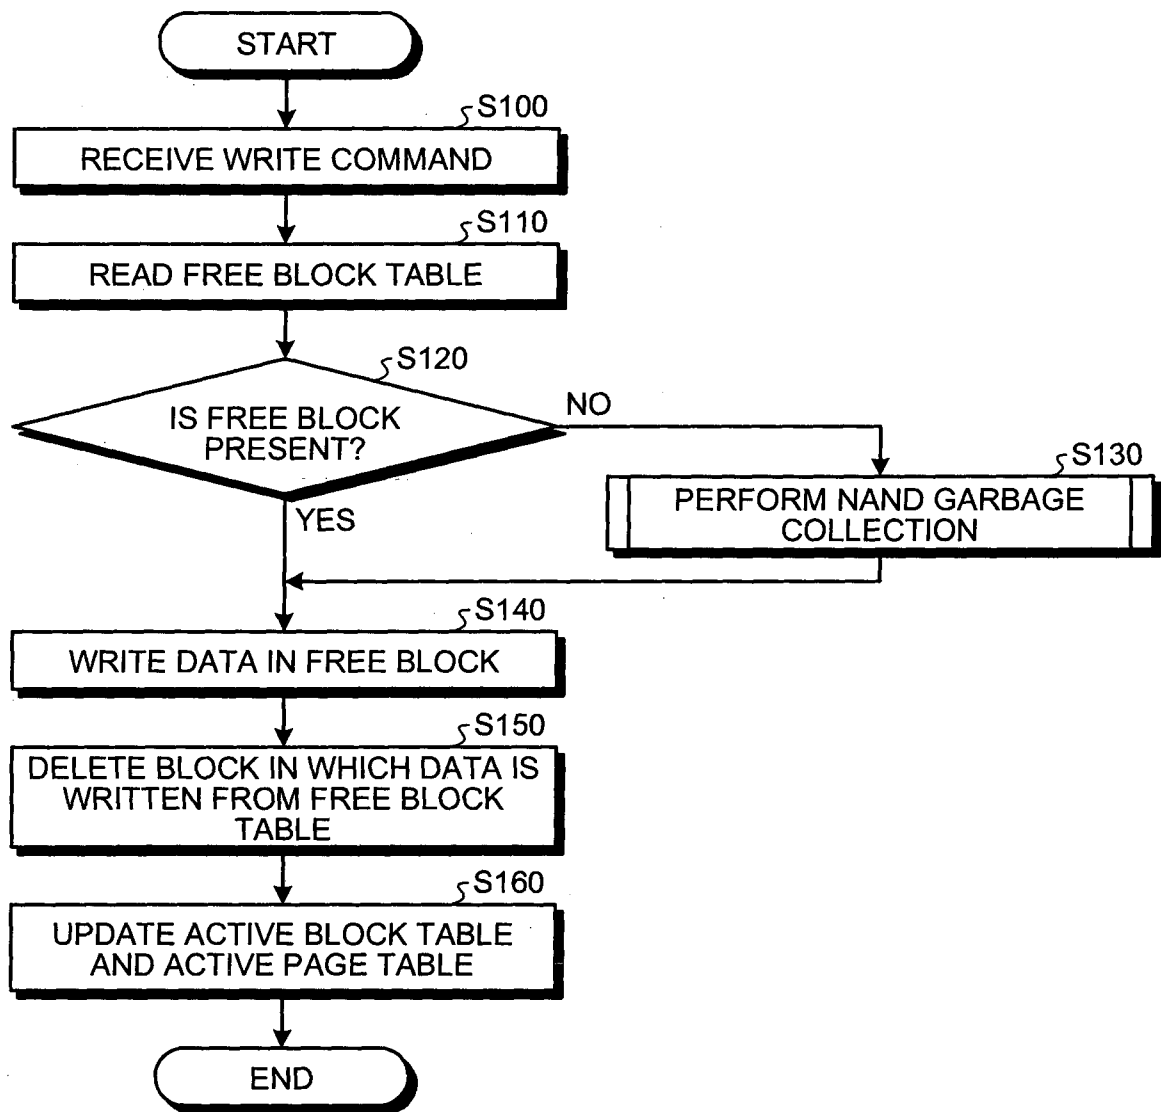 START
S100
RECEIVE WRITE COMMAND
S110
READ FREE BLOCK TABLE
S120
IS FREE BLOCK
PRESENT?
NO
YES
S130
PERFORM NAND GARBAGE
COLLECTION
S140
WRITE DATA IN FREE BLOCK
S150
DELETE BLOCK IN WHICH DATA IS
WRITTEN FROM FREE BLOCK
TABLE
S160
UPDATE ACTIVE BLOCK TABLE
AND ACTIVE PAGE TABLE
END